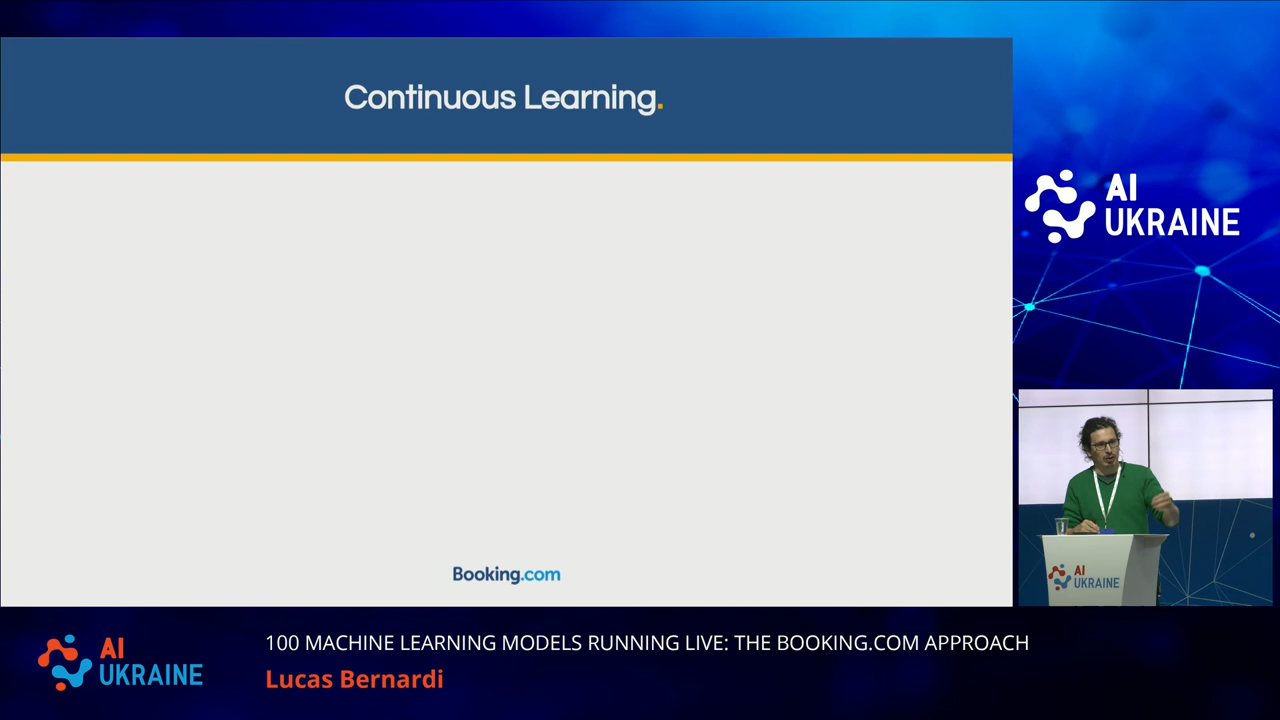 Continuous Learning.
AI
UKRAINE
Booking.com
AI
UKRAINE
AI
UKRAINE
100 MACHINE LEARNING MODELS RUNNING LIVE: THE BOOKING.COM APPROACH
Lucas Bernardi